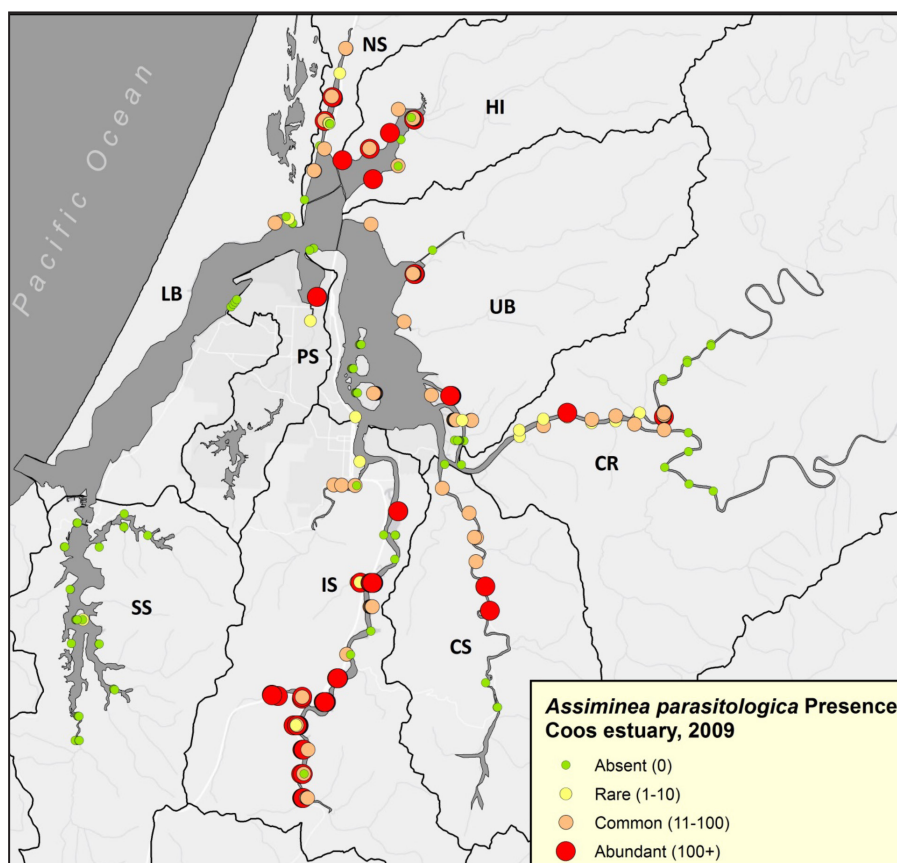 NS
HI
Pacific Ocean
LB
UB
PS
CR
IS
SS
CS
Assiminea parasitologica Presence
Coos estuary, 2009
Absent (0)
Rare (1-10)
Common (11-100)
Abundant (100+)